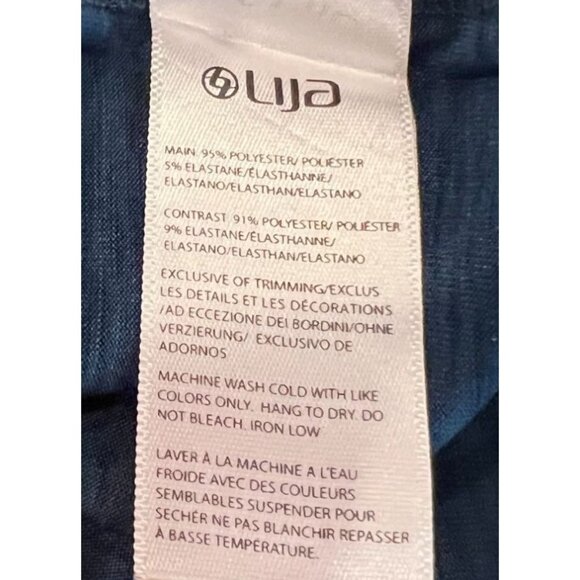 Lija
MAIN: 95% POLYESTER/ POLIÉSTER
5% ELASTANE/ÉLASTHANNE/
ELASTANO/ELASTHAN/ELASTANO
CONTRAST: 91% POLYESTER/ POLIÉSTER
9% ELASTANE/ÉLASTHANNE/
ELASTANO/ELASTHAN/ELASTANO
EXCLUSIVE OF TRIMMING/EXCLUS
LES DETAILS ET LES DÉCORATIONS
/AD ECCEZIONE DEI BORDINI/OHNE
VERZIERUNG/ EXCLUSIVO DE
ADORNOS
MACHINE WASH COLD WITH LIKE
COLORS ONLY. HANG TO DRY. DO
NOT BLEACH. IRON LOW
LAVER À LA MACHINE A L'EAU
FROIDE AVEC DES COULEURS
SEMBLABLES SUSPENDER POUR
SECHÉR NE PAS BLANCHIR REPASSER
À BASSE TEMPÉRATURE.